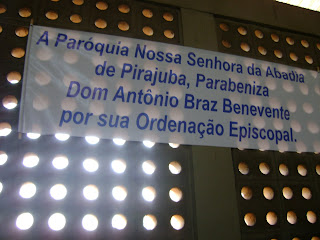 A Paróquia Nossa Senhora da Abadia
de Pirajuba, Parabeniza
Dom Antônio Braz Benevente
por sua Ordenação Episcopal.